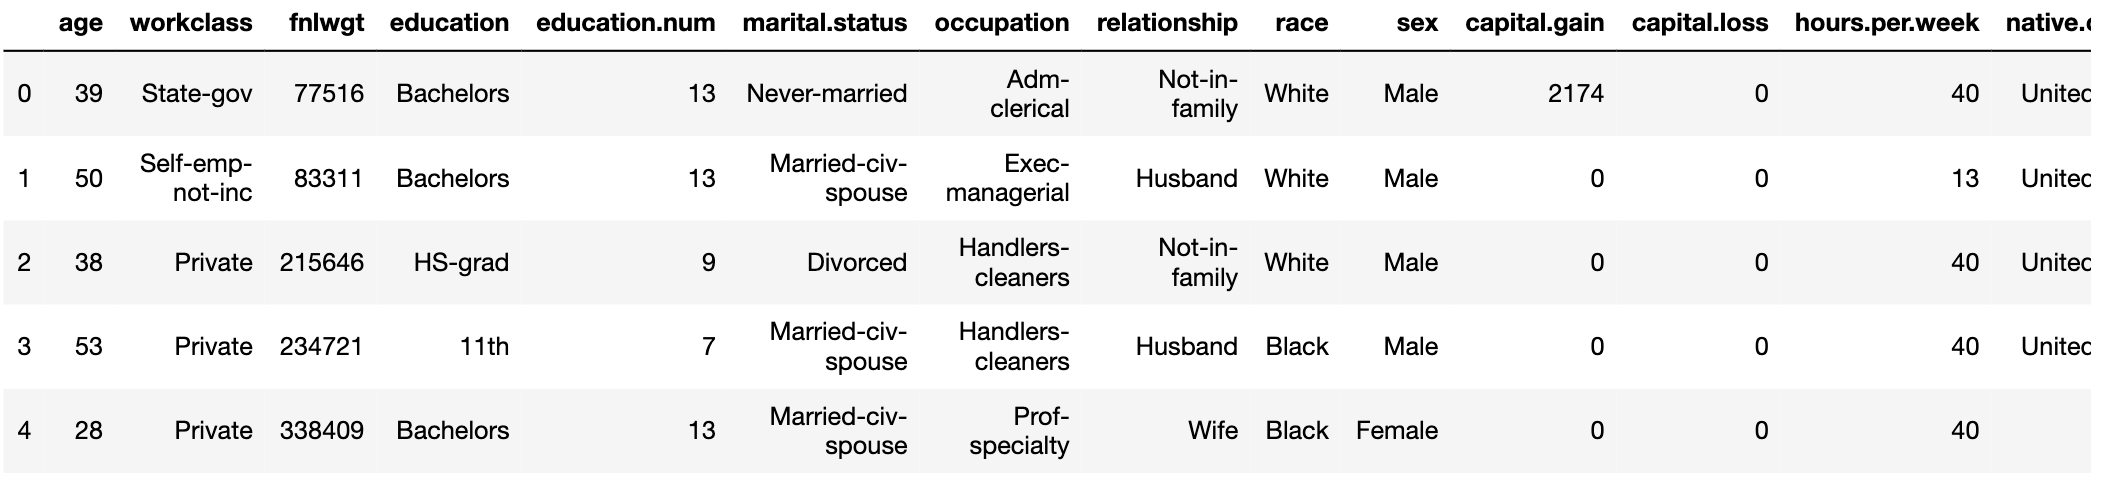 age workclass fnlwgt education education.num marital.status occupation relationship race sex capital.gain capital.loss hours.per.week native.
0 39 State-gov 77516 Bachelors 13 Never-married Adm-clerical Not-in-family White Male 2174 0 40 United
1 50 Self-emp-not-inc 83311 Bachelors 13 Married-civ-spouse Exec-managerial Husband White Male 0 0 13 United
2 38 Private 215646 HS-grad 9 Divorced Handlers-cleaners Not-in-family White Male 0 0 40 United
3 53 Private 234721 11th 7 Married-civ-spouse Handlers-cleaners Husband Black Male 0 0 40 United
4 28 Private 338409 Bachelors 13 Married-civ-spouse Prof-specialty Wife Black Female 0 0 40